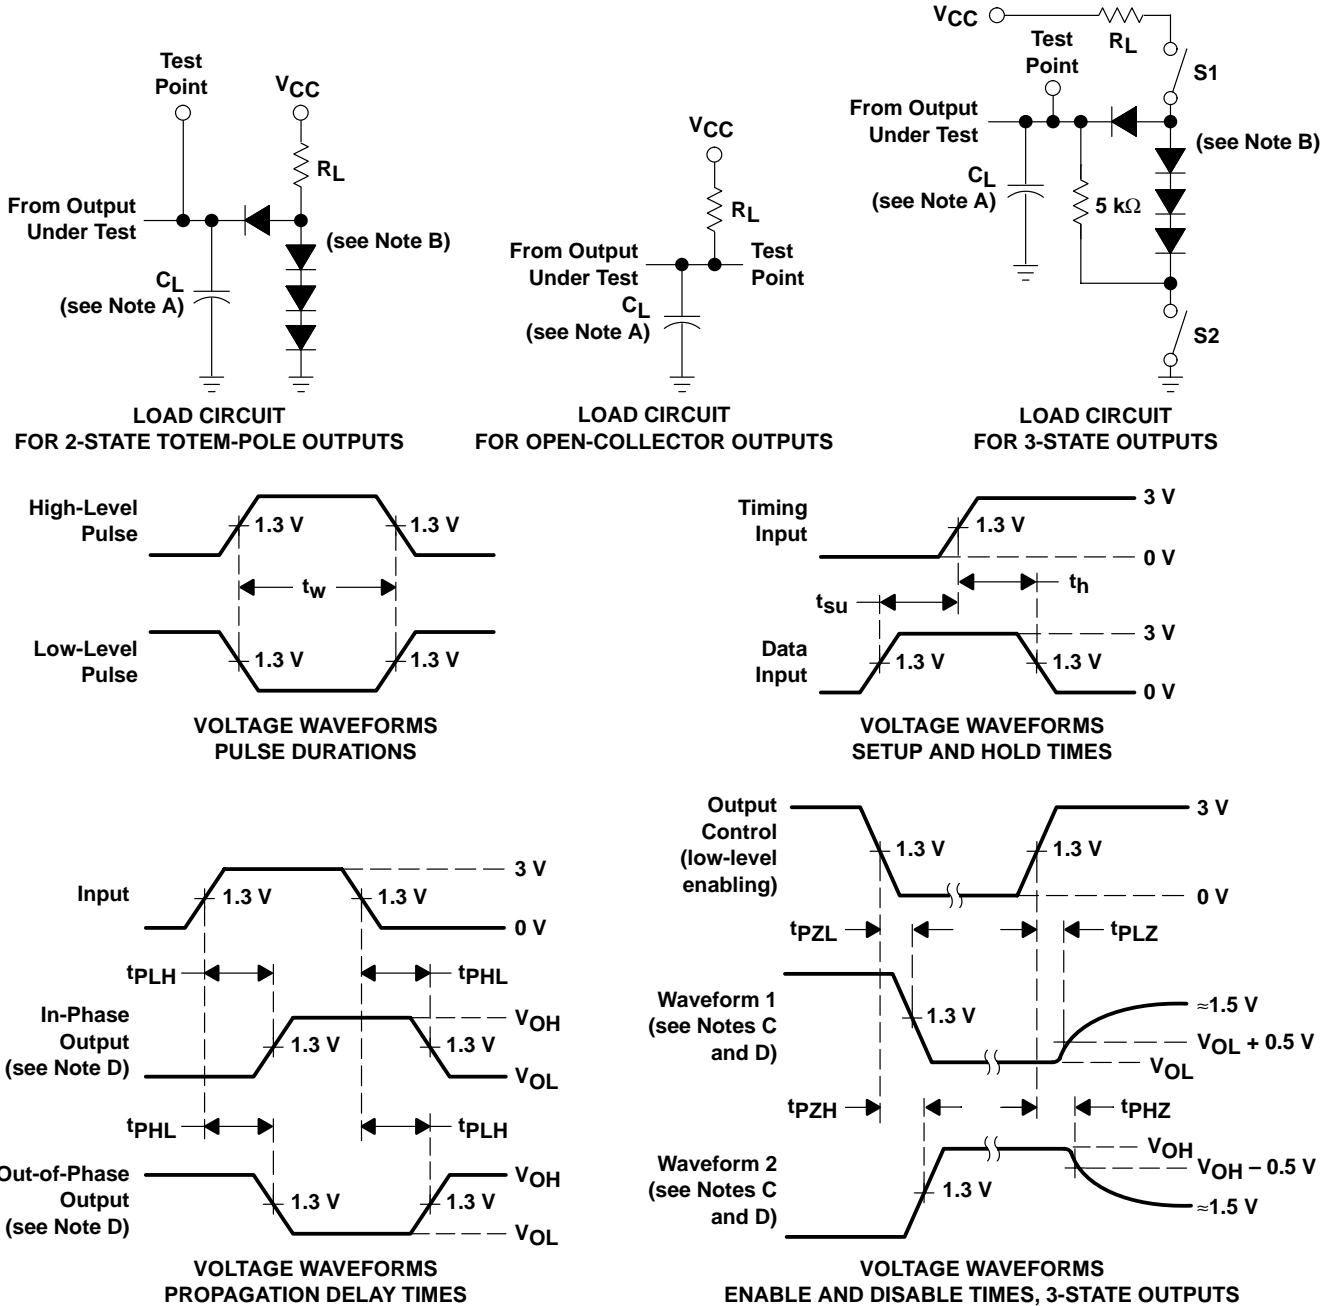 Test
Point
VCC
RL
From Output
Under Test
(see Note B)
CL
(see Note A)
LOAD CIRCUIT
FOR 2-STATE TOTEM-POLE OUTPUTS
VCC
RL
From Output
Under Test
Test
Point
CL
(see Note A)
LOAD CIRCUIT
FOR OPEN-COLLECTOR OUTPUTS
VCC
RL
Test
Point
S1
From Output
Under Test
(see Note B)
CL
(see Note A)
5 kΩ
S2
LOAD CIRCUIT
FOR 3-STATE OUTPUTS
High-Level
Pulse
1.3 V
1.3 V
tw
Low-Level
Pulse
1.3 V
1.3 V
VOLTAGE WAVEFORMS
PULSE DURATIONS
Timing
Input
3 V
1.3 V
0 V
th
tsu
Data
Input
3 V
1.3 V
1.3 V
0 V
VOLTAGE WAVEFORMS
SETUP AND HOLD TIMES
Input
3 V
1.3 V
1.3 V
0 V
tPLH
tPHL
In-Phase
Output
(see Note D)
VOH
1.3 V
1.3 V
VOL
tPHL
tPLH
Out-of-Phase
Output
(see Note D)
VOH
1.3 V
1.3 V
VOL
VOLTAGE WAVEFORMS
PROPAGATION DELAY TIMES
Output
Control
(low-level
enabling)
3 V
1.3 V
1.3 V
0 V
tPZL
tPLZ
Waveform 1
(see Notes C
and D)
1.3 V
≈1.5 V
VOL + 0.5 V
VOL
tPZH
tPHZ
Waveform 2
(see Notes C
and D)
1.3 V
VOH
VOH – 0.5 V
≈1.5 V
VOLTAGE WAVEFORMS
ENABLE AND DISABLE TIMES, 3-STATE OUTPUTS